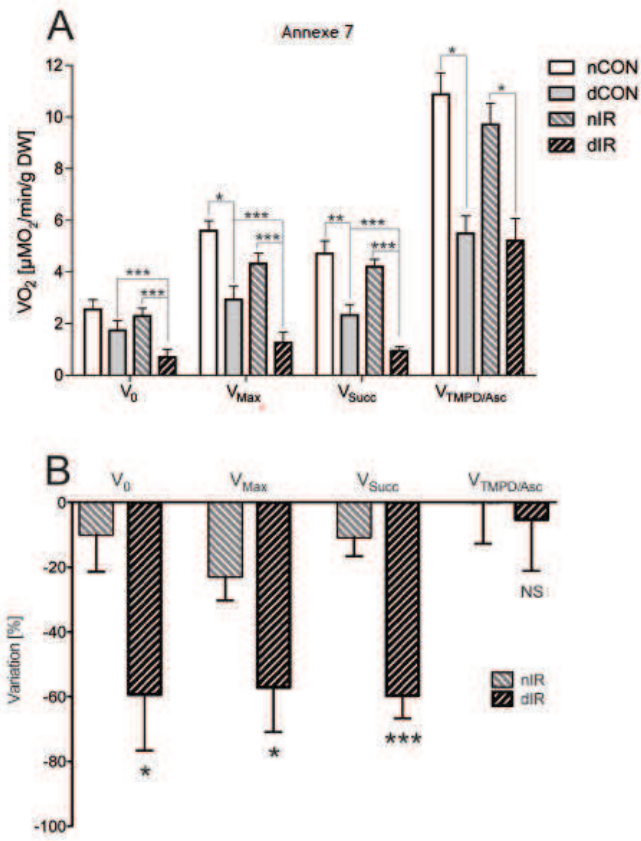 A
Annexe 7
nCON
dCON
nIR
dIR
VO2 [µMO2/min/g DW]
12
10
8
6
4
2
0
*
***
***
*
***
***
**
***
***
*
*
V0
VMax
VSucc
VTMPD/Asc
B
V0
VMax
VSucc
VTMPD/Asc
Variation [%]
0
-20
-40
-60
-80
-100
*
*
***
NS
nIR
dIR